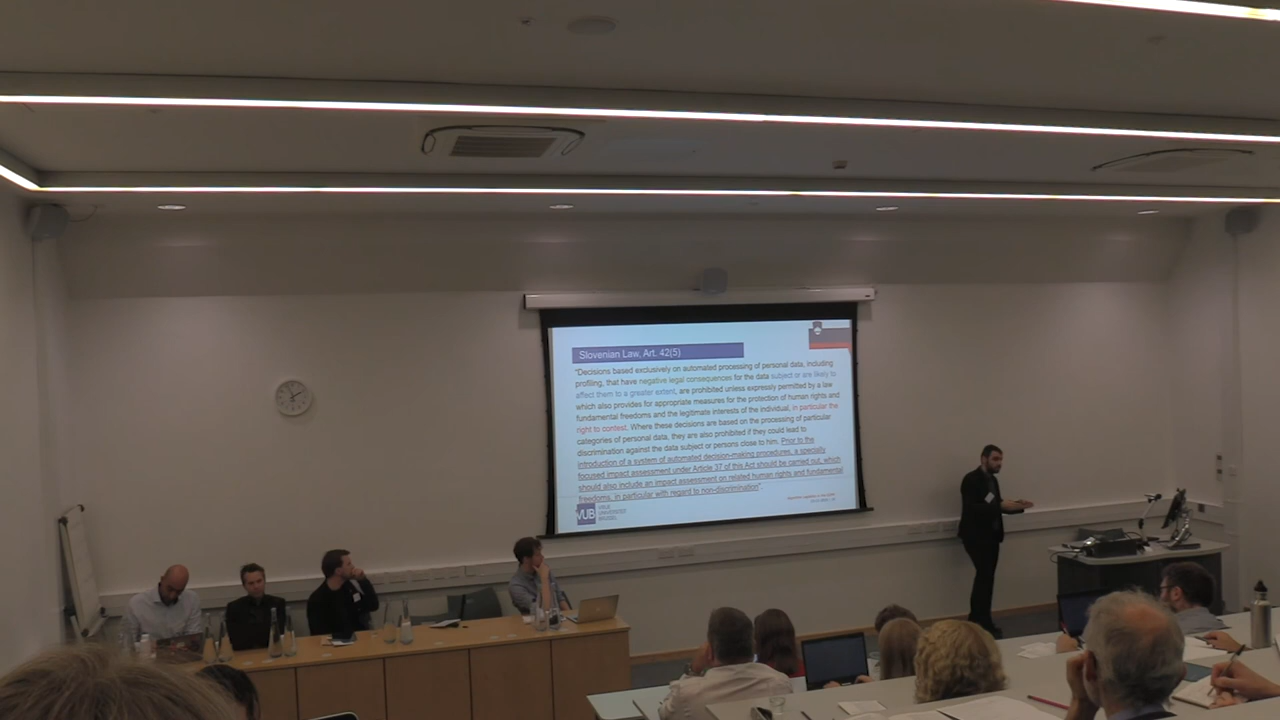 Slovenian Law, Art. 42(5)
"Decisions based exclusively on automated processing of personal data, including
profiling, that have negative legal consequences for the data subject or are likely to
affect them to a greater extent, are prohibited unless expressly permitted by a law
which also provides for appropriate measures for the protection of human rights and
fundamental freedoms and the legitimate interests of the individual, in particular the
right to contest. Where these decisions are based on the processing of particular
categories of personal data, they are also prohibited if they could lead to
discrimination against the data subject or persons close to him. Prior to the
introduction of a system of automated decision-making procedures, a specially
focused impact assessment under Article 37 of this Act should be carried out, which
should also include an impact assessment on related human rights and fundamental
freedoms, in particular with regard to non-discrimination".
VUB
VRIJE
UNIVERSITEIT
BRUSSEL